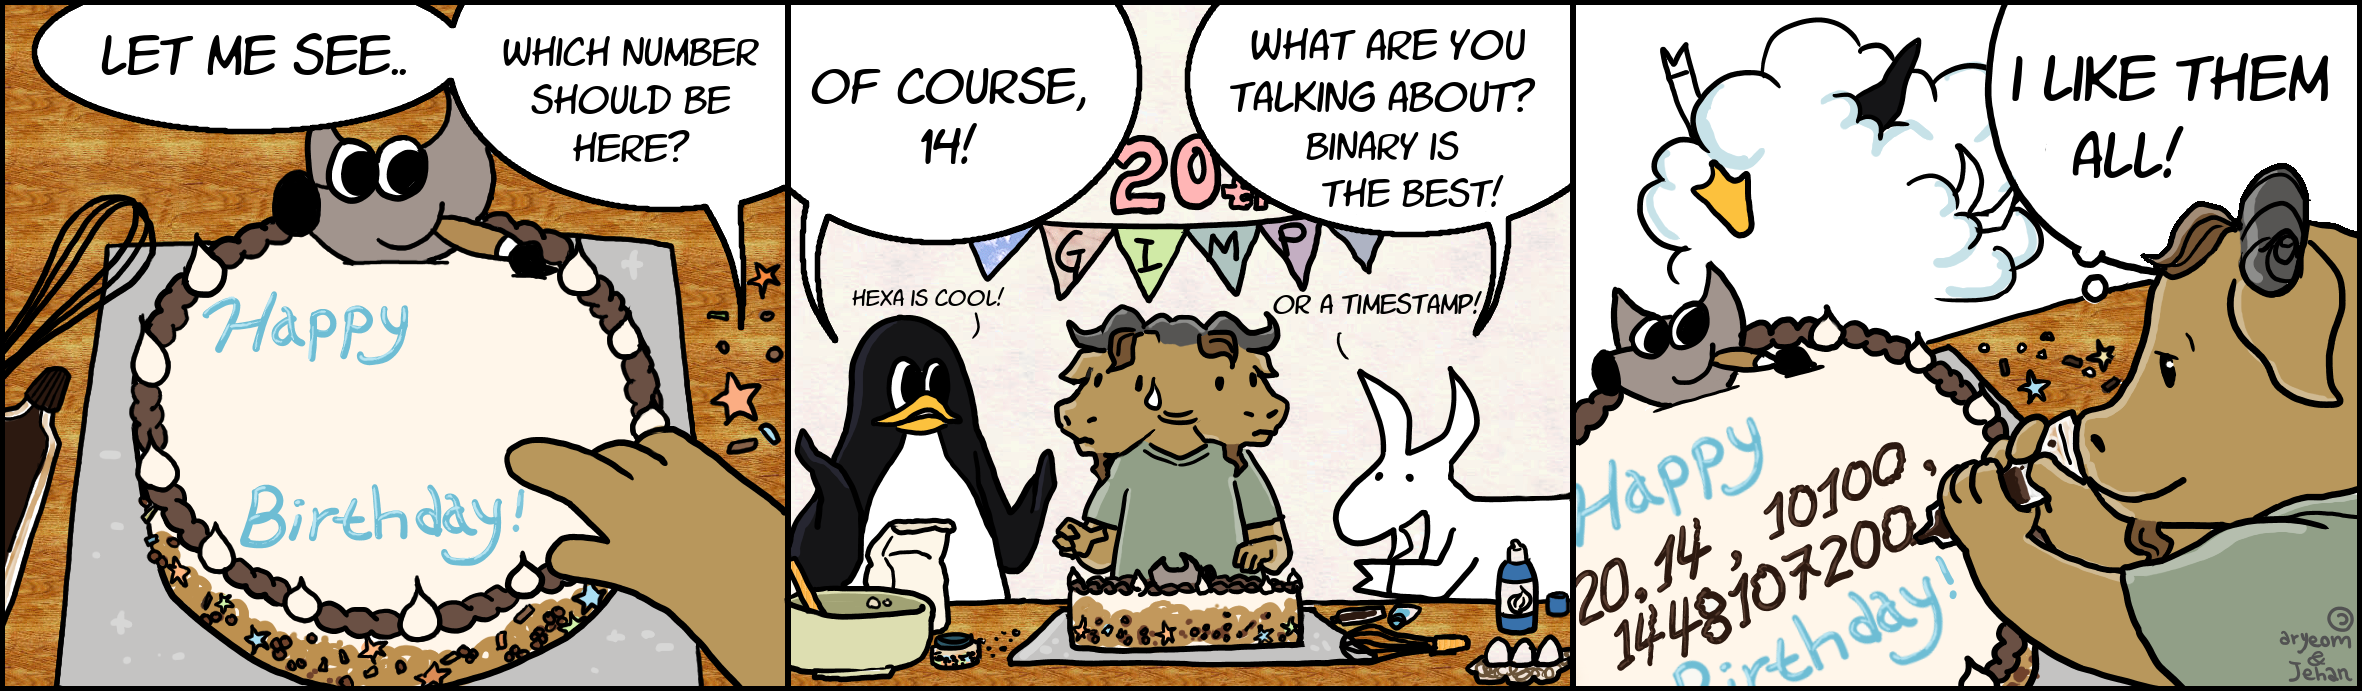 LET ME SEE..
WHICH NUMBER
SHOULD BE
HERE?
Happy
Birthday!
OF COURSE,
14!
WHAT ARE YOU
TALKING ABOUT?
BINARY IS
THE BEST!
20th
GIMP
HEXA IS COOL!
OR A TIMESTAMP!
I LIKE THEM
ALL!
Happy
20, 14, 10100,
1448107200
Birthday!
©
aryeom
&
Jehan